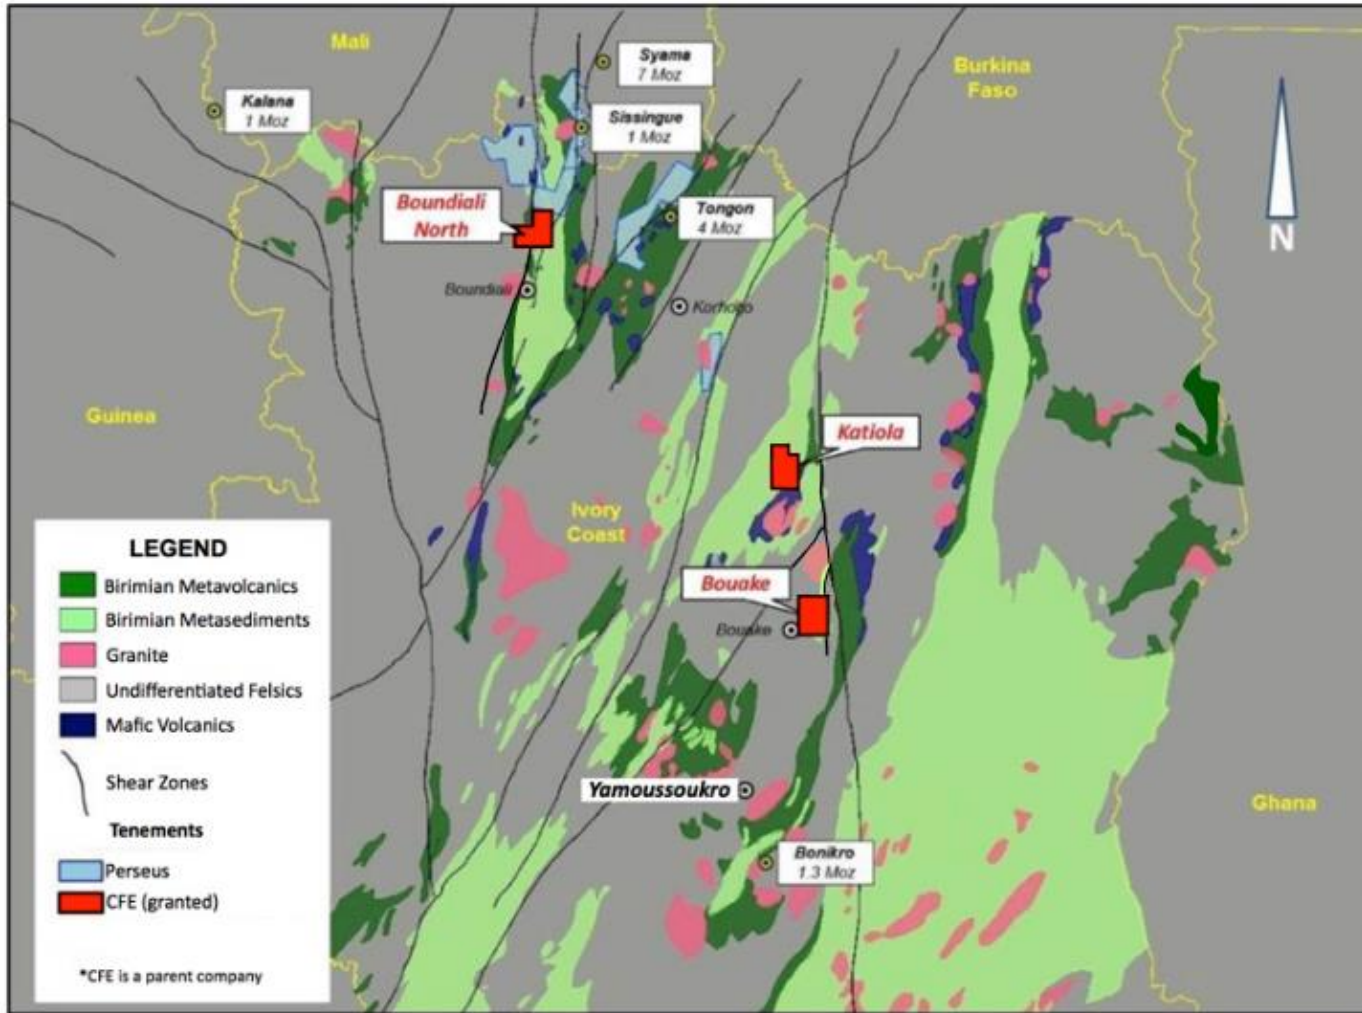 Mali
Syama
7 Moz
Burkina
Faso
Kalana
1 Moz
Sissingue
1 Moz
Boundiali
North
Tongon
4 Moz
N
Boundiali
Korhogo
Guinea
Katiola
Ivory
Coast
Bouake
Bouake
Yamoussoukro
Bonikro
1.3 Moz
Ghana
LEGEND
Birimian Metavolcanics
Birimian Metasediments
Granite
Undifferentiated Felsics
Mafic Volcanics
Shear Zones
Tenements
Perseus
CFE (granted)
*CFE is a parent company